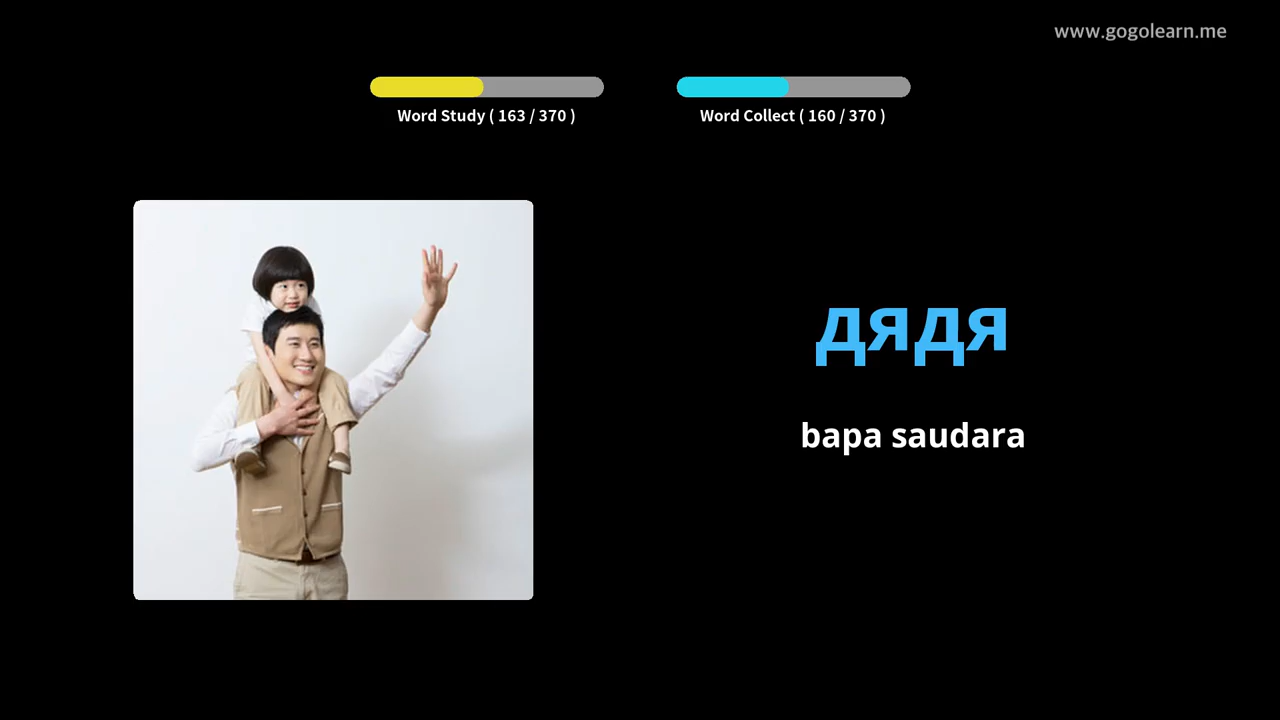 www.gogolearn.me
Word Study ( 163 / 370 )
Word Collect ( 160 / 370 )
дядя
bapa saudara